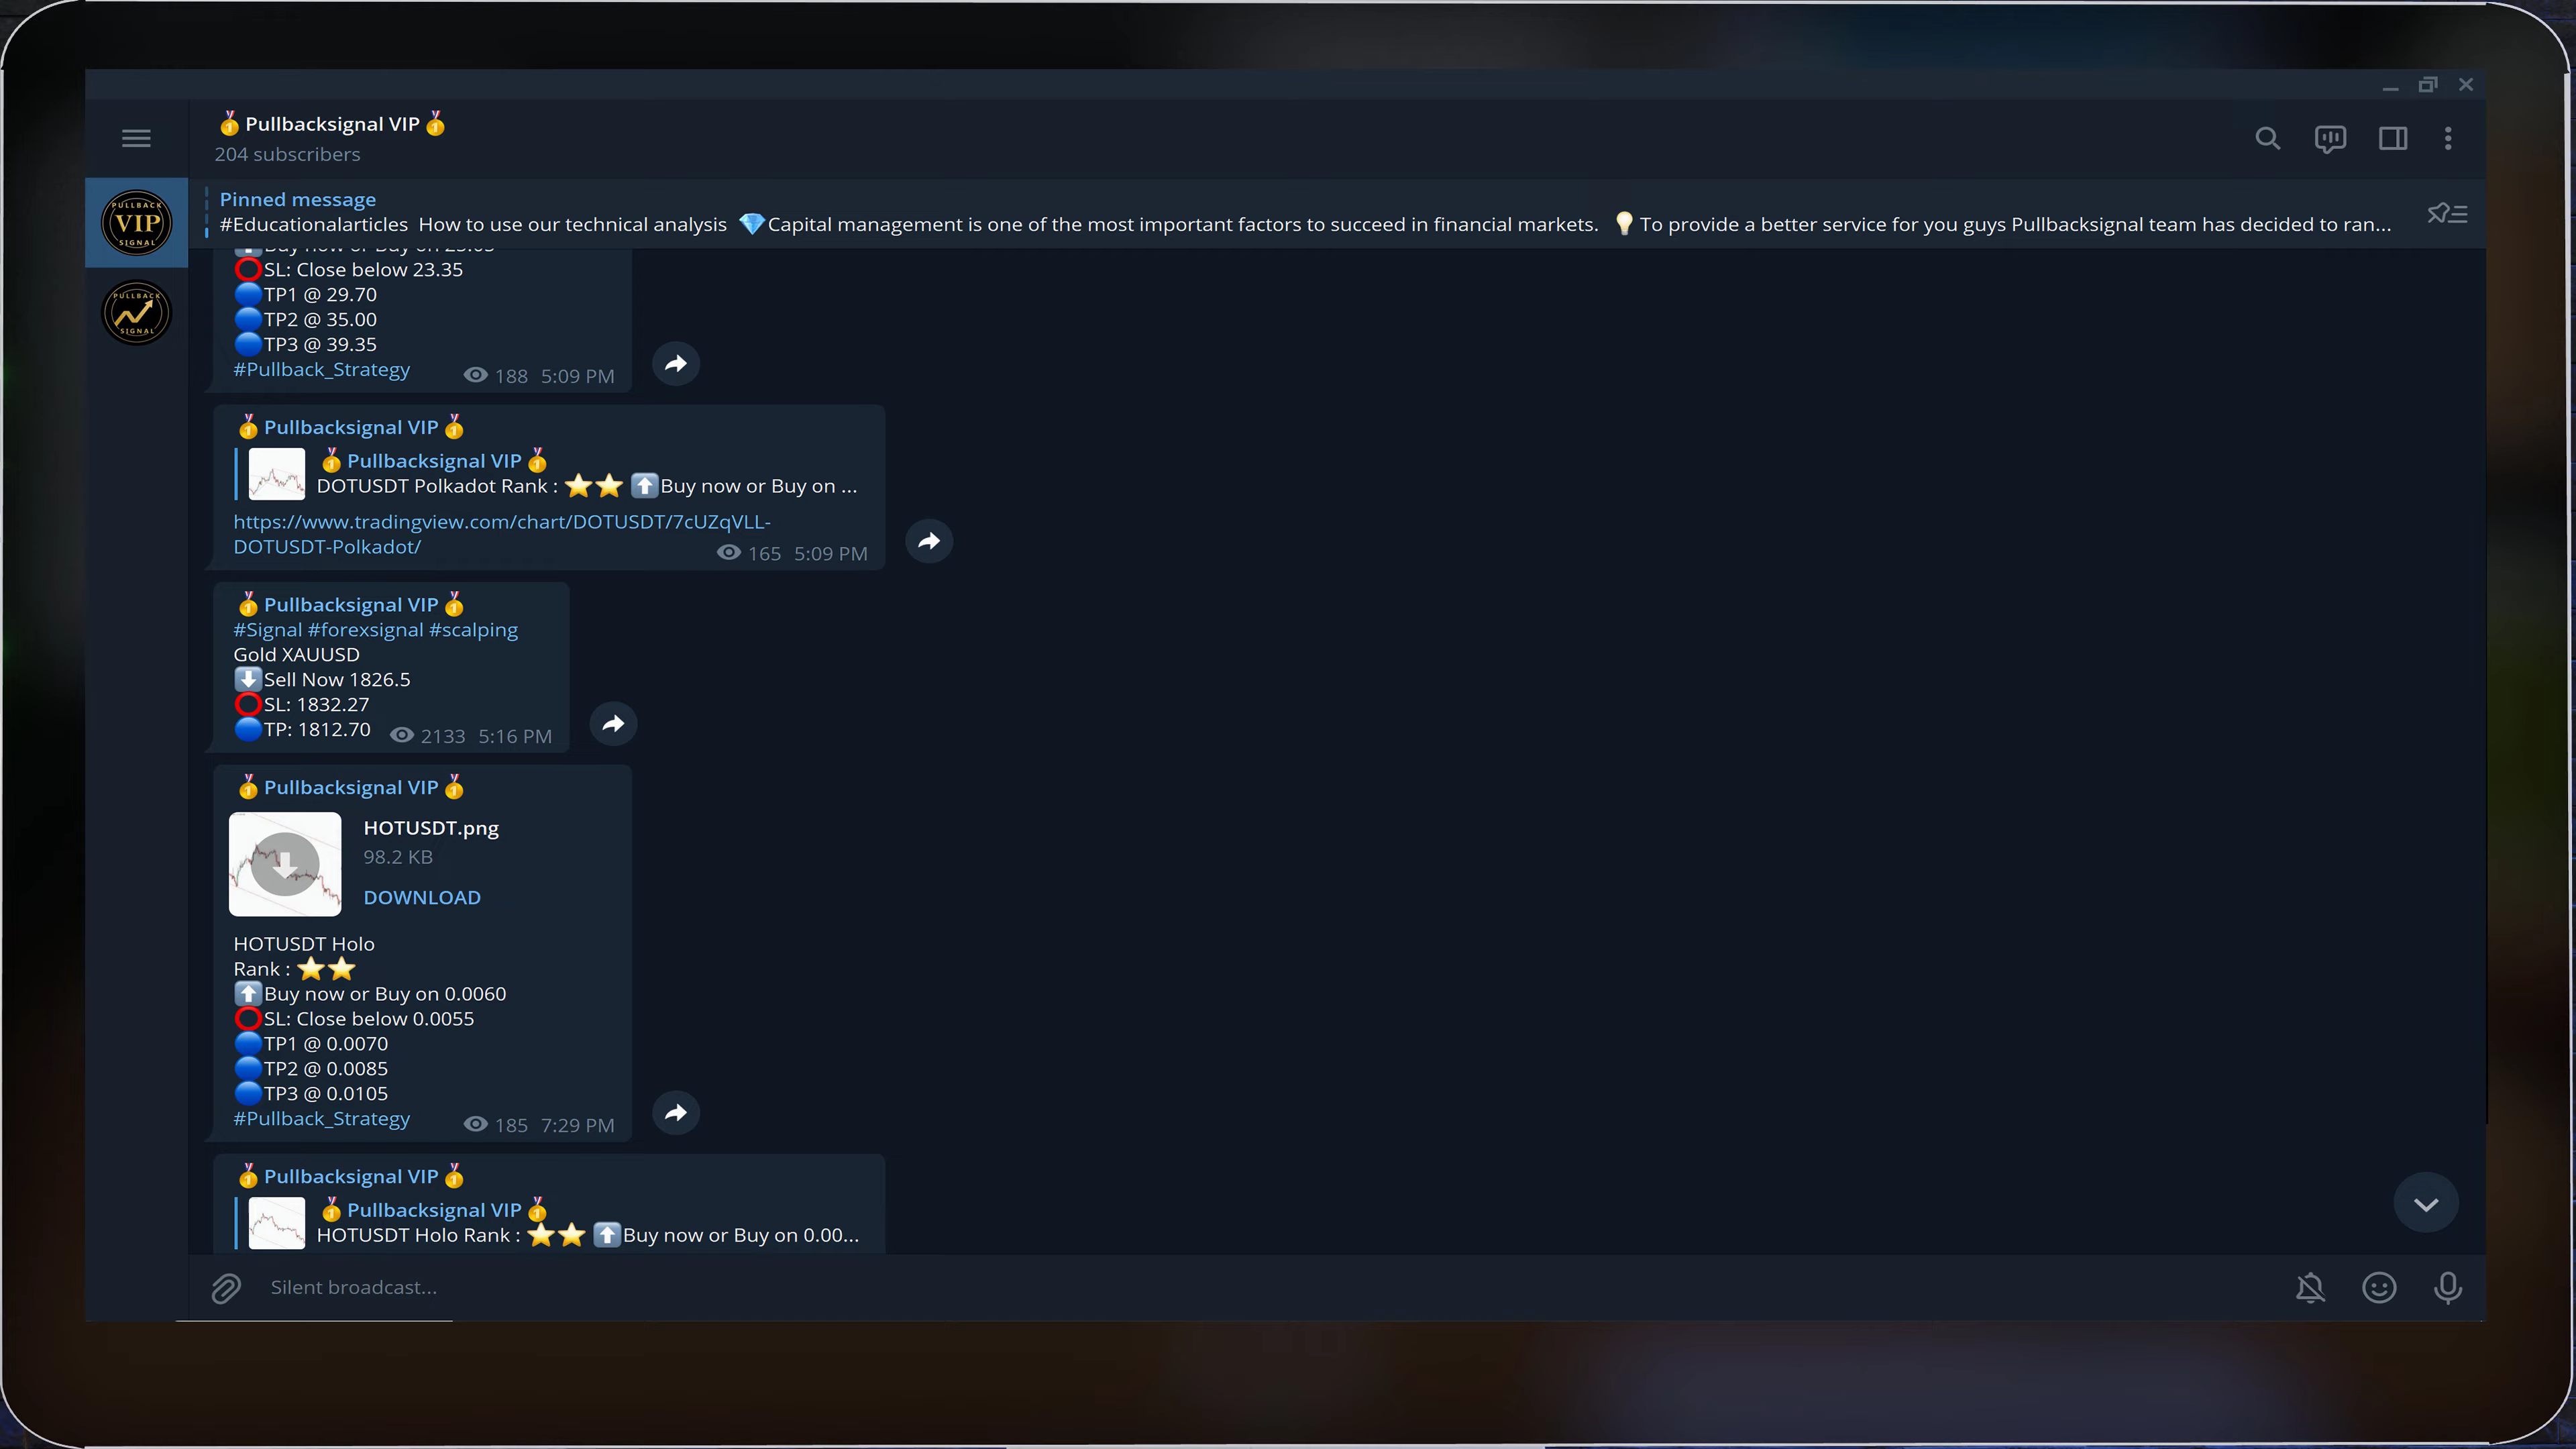 🥇Pullbacksignal VIP🥇
204 subscribers
PULLBACK
VIP
SIGNAL
PULLBACK
SIGNAL
Pinned message
#Educationalarticles How to use our technical analysis 💎Capital management is one of the most important factors to succeed in financial markets. 💡To provide a better service for you guys Pullbacksignal team has decided to ran...
SL: Close below 23.35
TP1 @ 29.70
TP2 @ 35.00
TP3 @ 39.35
#Pullback_Strategy 188 5:09 PM
🥇Pullbacksignal VIP🥇
🥇Pullbacksignal VIP🥇
DOTUSDT Polkadot Rank : ⭐⭐ ⬆Buy now or Buy on ...
https://www.tradingview.com/chart/DOTUSDT/7cUZqVLL-
DOTUSDT-Polkadot/ 165 5:09 PM
🥇Pullbacksignal VIP🥇
#Signal #forexsignal #scalping
Gold XAUUSD
⬇Sell Now 1826.5
⭕SL: 1832.27
🔵TP: 1812.70 2133 5:16 PM
🥇Pullbacksignal VIP🥇
HOTUSDT.png
98.2 KB
DOWNLOAD
HOTUSDT Holo
Rank : ⭐⭐
⬆Buy now or Buy on 0.0060
⭕SL: Close below 0.0055
🔵TP1 @ 0.0070
🔵TP2 @ 0.0085
🔵TP3 @ 0.0105
#Pullback_Strategy 185 7:29 PM
🥇Pullbacksignal VIP🥇
🥇Pullbacksignal VIP🥇
HOTUSDT Holo Rank : ⭐⭐ ⬆Buy now or Buy on 0.00...
Silent broadcast...